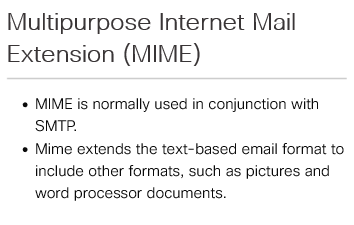 Multipurpose Internet Mail
Extension (MIME)
• MIME is normally used in conjunction with
SMTP.
• Mime extends the text-based email format to
include other formats, such as pictures and
word processor documents.